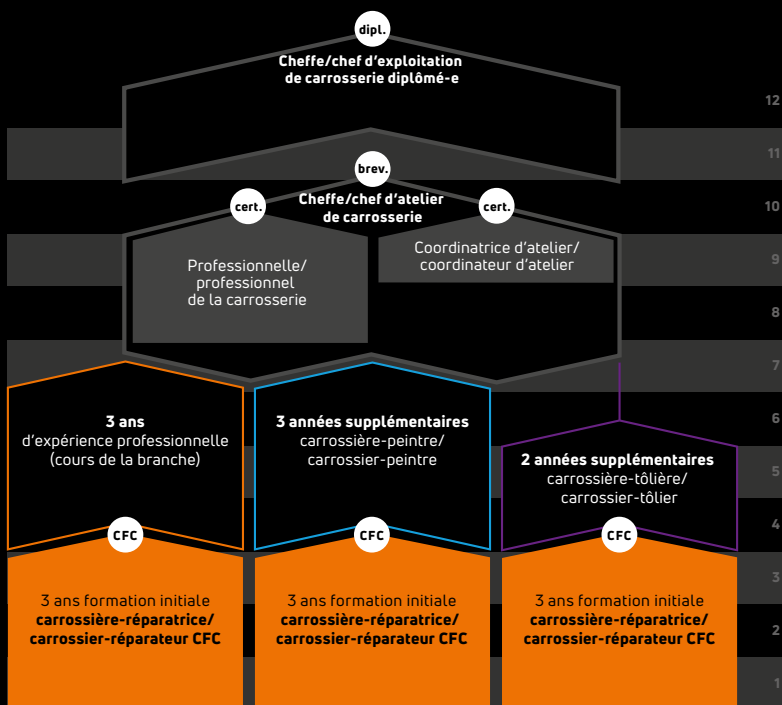 dipl.
Cheffe/chef d'exploitation
de carrosserie diplômé-e
12
11
brev.
Cheffe/chef d'atelier
de carrosserie
cert.
cert.
10
Professionnelle/
professionnel
de la carrosserie
Coordinatrice d'atelier/
coordinateur d'atelier
9
8
7
3 ans
d'expérience professionnelle
(cours de la branche)
3 années supplémentaires
carrossière-peintre/
carrossier-peintre
2 années supplémentaires
carrossière-tôlière/
carrossier-tôlier
6
5
4
CFC
CFC
CFC
3
3 ans formation initiale
carrossière-réparatrice/
carrossier-réparateur CFC
3 ans formation initiale
carrossière-réparatrice/
carrossier-réparateur CFC
3 ans formation initiale
carrossière-réparatrice/
carrossier-réparateur CFC
2
1